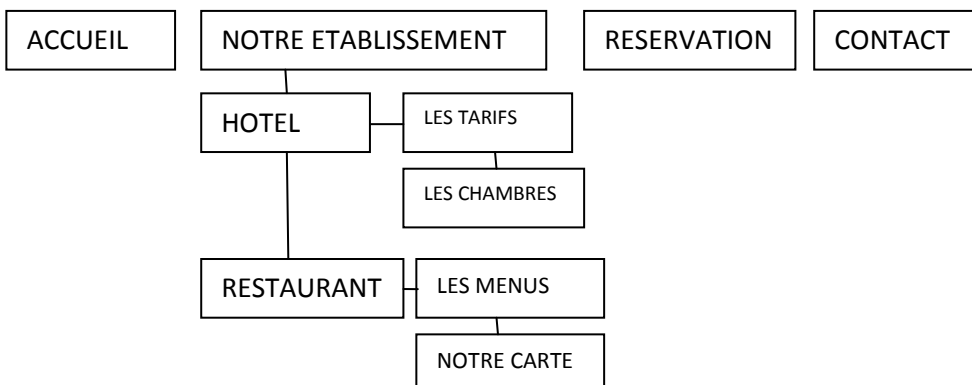 ACCUEIL
NOTRE ETABLISSEMENT
RESERVATION
CONTACT
HOTEL
LES TARIFS
LES CHAMBRES
RESTAURANT
LES MENUS
NOTRE CARTE